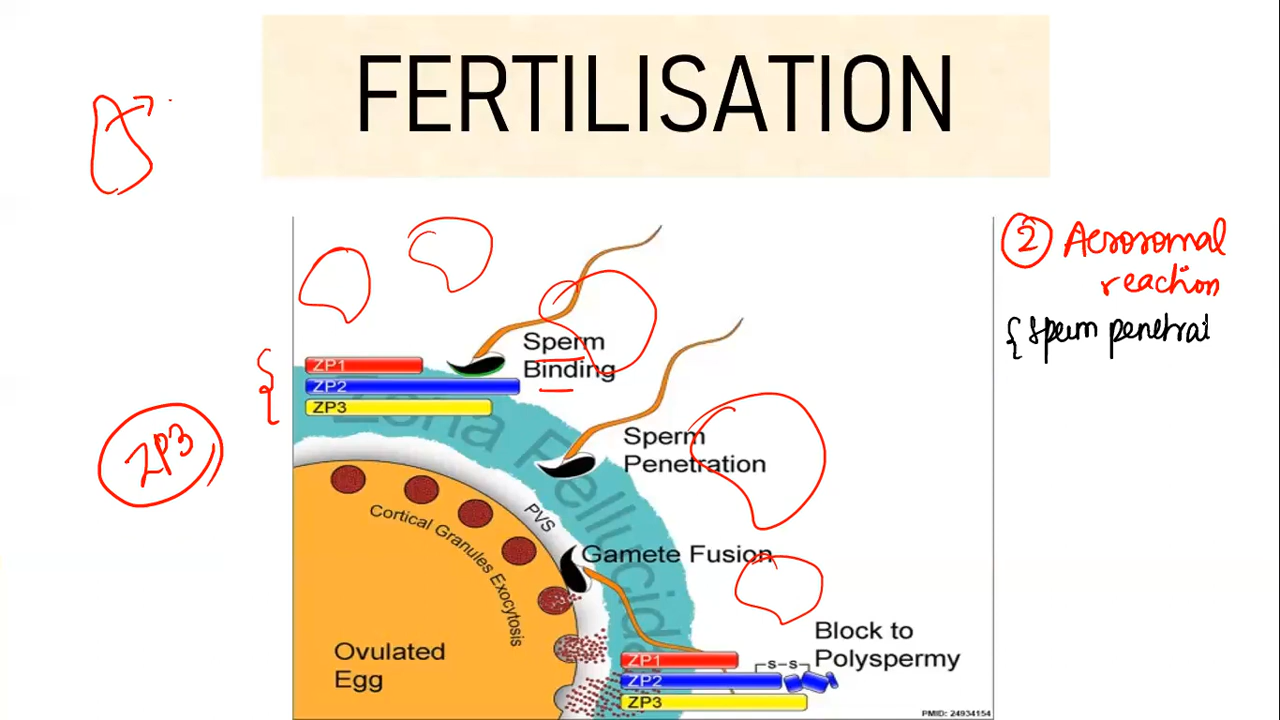 FERTILISATION
② Acrosomal
reaction
{ sperm penetrat
Sperm
Binding
ZP1
ZP2
ZP3
ZP3
Zona Pellucida
Sperm
Penetration
PVS
Cortical Granules Exocytosis
Gamete Fusion
Ovulated
Egg
Block to
Polyspermy
ZP1
s–s
ZP2
ZP3
PMID: 24934154